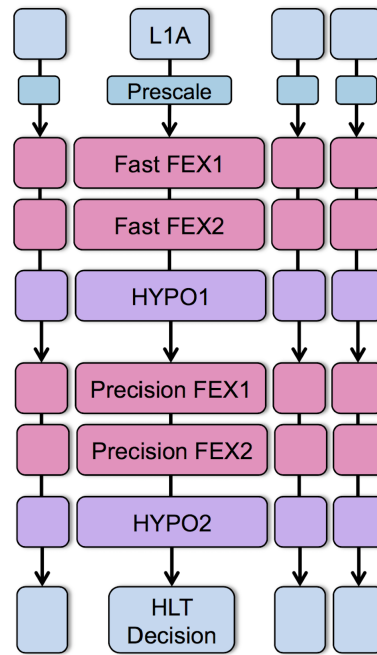 L1A
Prescale
Fast FEX1
Fast FEX2
HYPO1
Precision FEX1
Precision FEX2
HYPO2
HLT
Decision